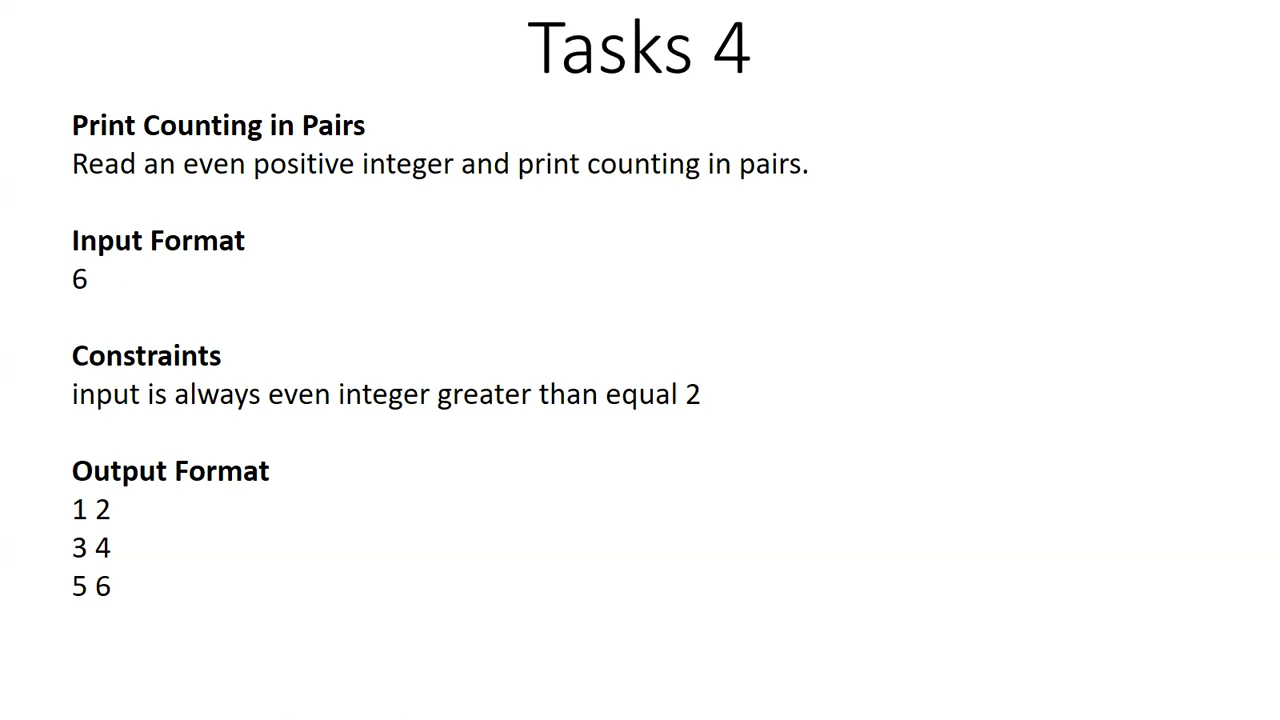 Tasks 4
Print Counting in Pairs
Read an even positive integer and print counting in pairs.
Input Format
6
Constraints
input is always even integer greater than equal 2
Output Format
1 2
3 4
5 6